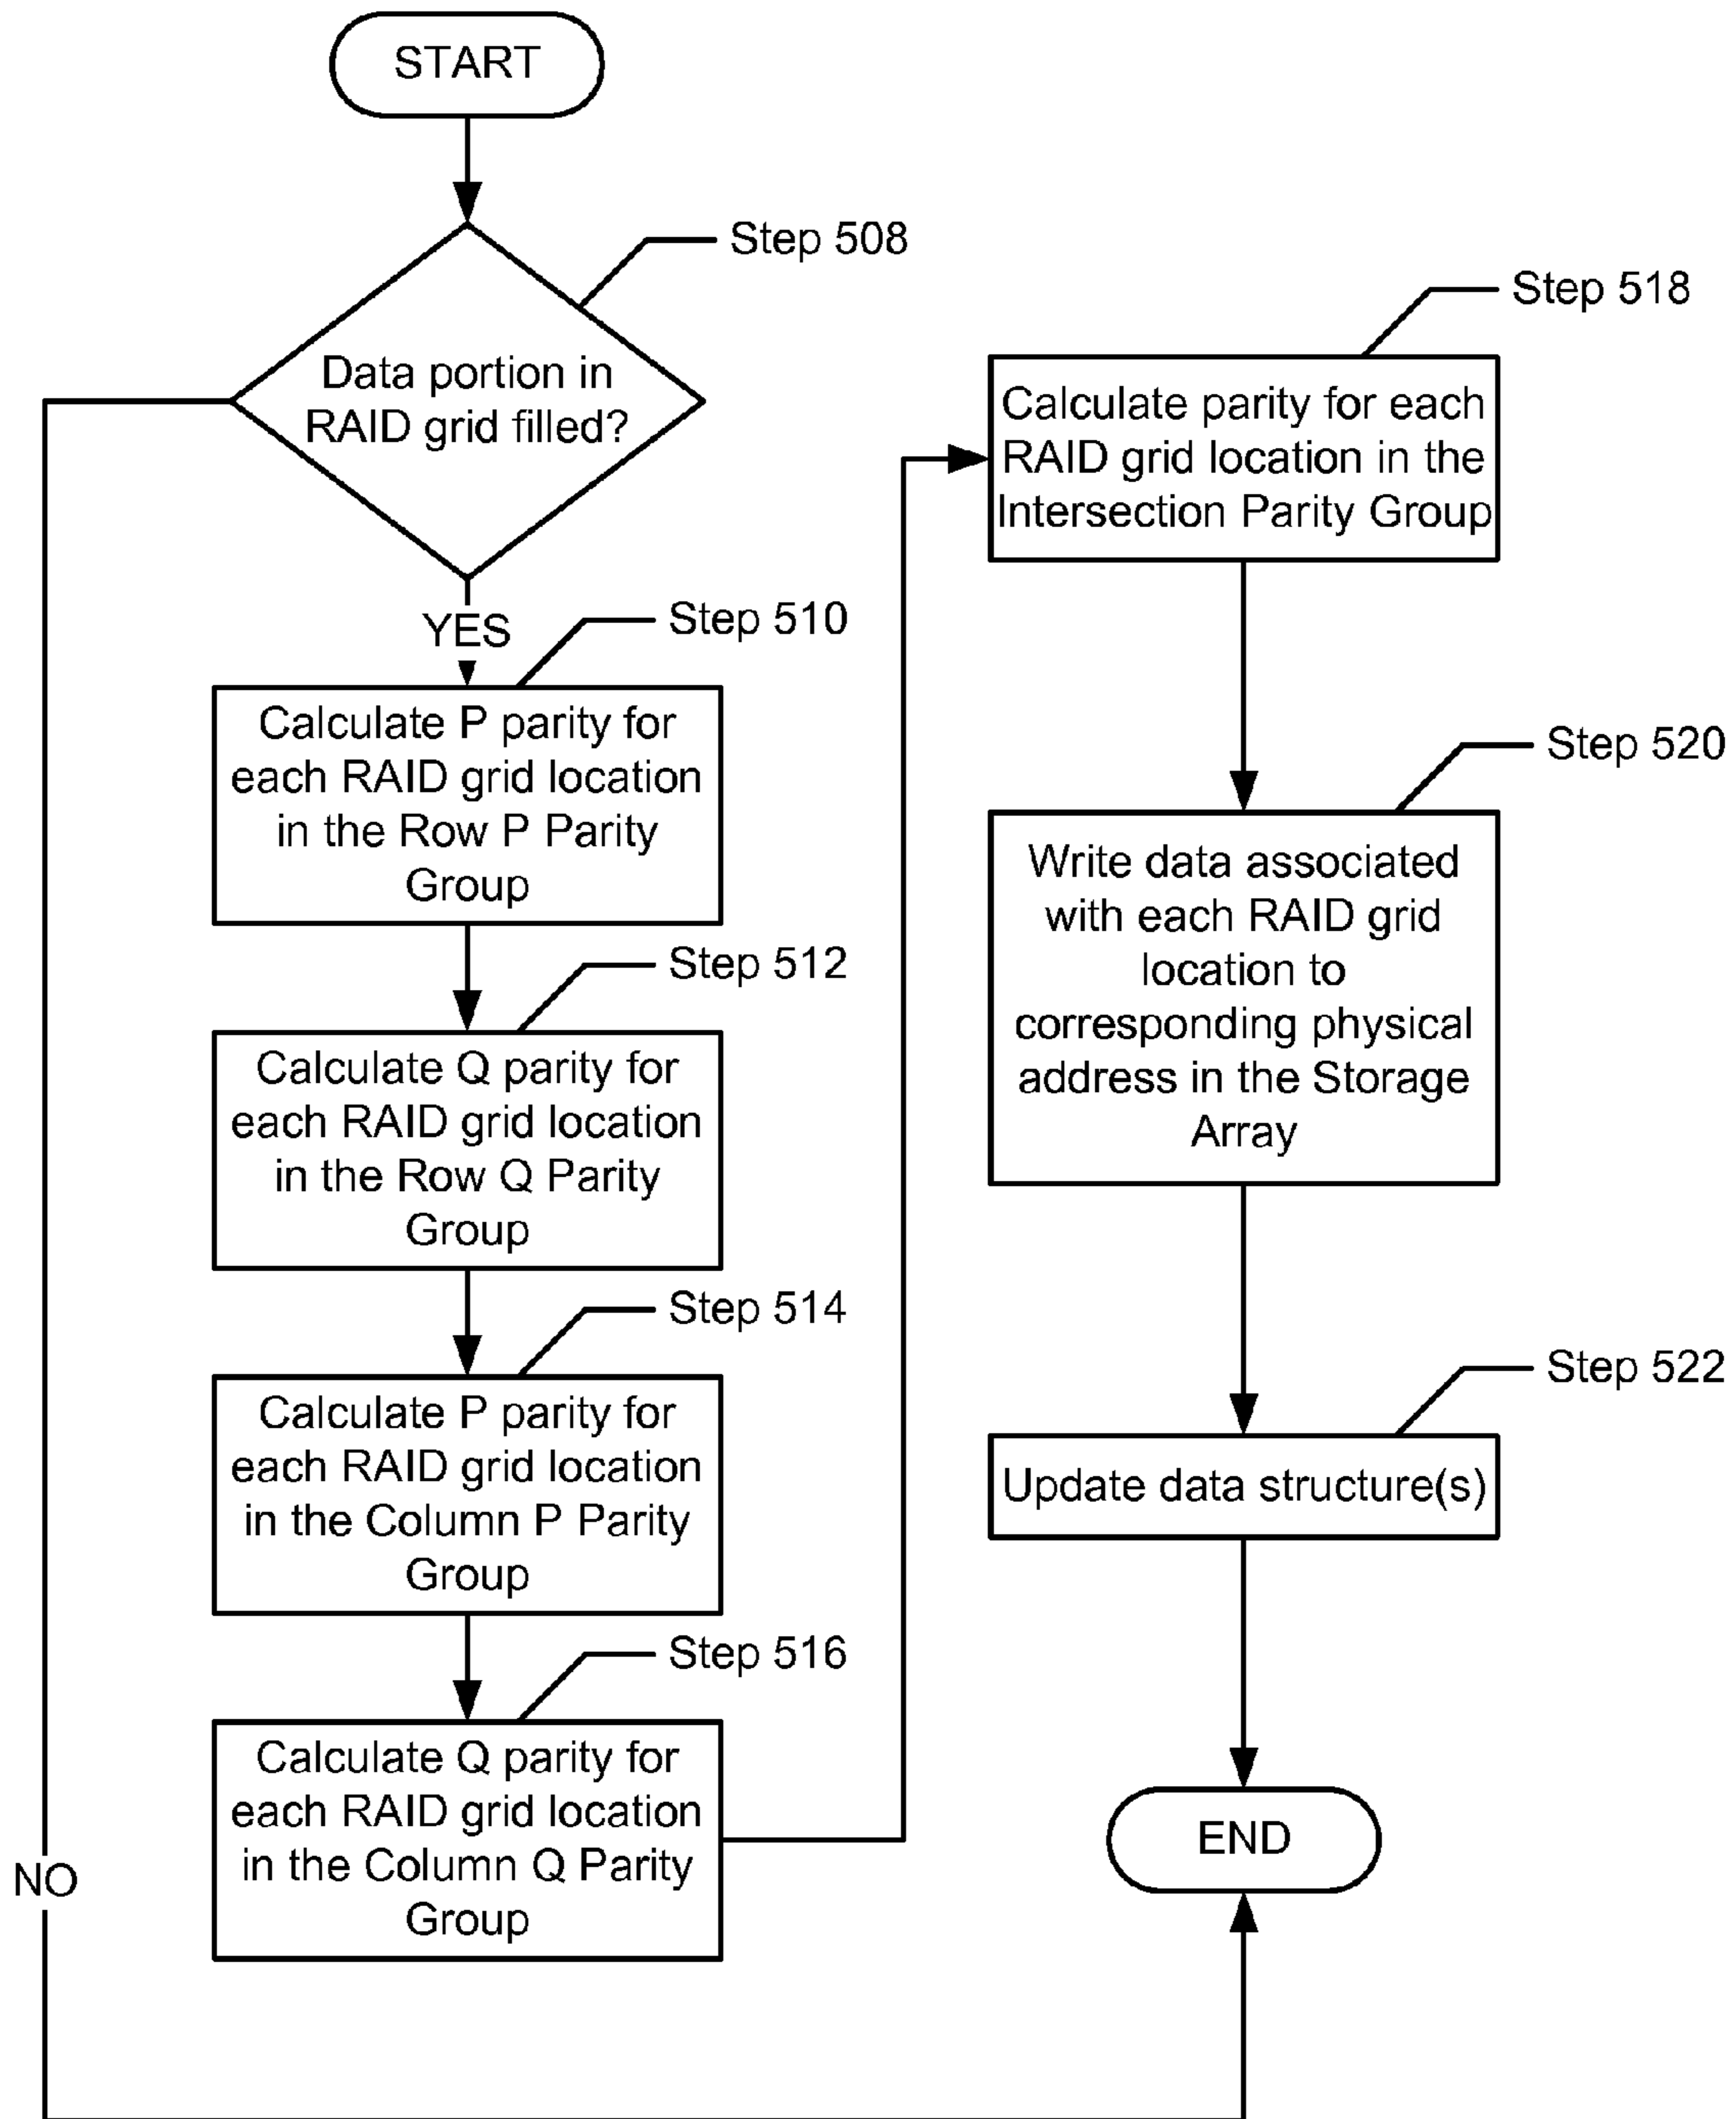 START
Step 508
Data portion in
RAID grid filled?
YES
Step 510
Calculate P parity for
each RAID grid location
in the Row P Parity
Group
Step 512
Calculate Q parity for
each RAID grid location
in the Row Q Parity
Group
Step 514
Calculate P parity for
each RAID grid location
in the Column P Parity
Group
Step 516
Calculate Q parity for
each RAID grid location
in the Column Q Parity
Group
NO
Step 518
Calculate parity for each
RAID grid location in the
Intersection Parity Group
Step 520
Write data associated
with each RAID grid
location to
corresponding physical
address in the Storage
Array
Step 522
Update data structure(s)
END